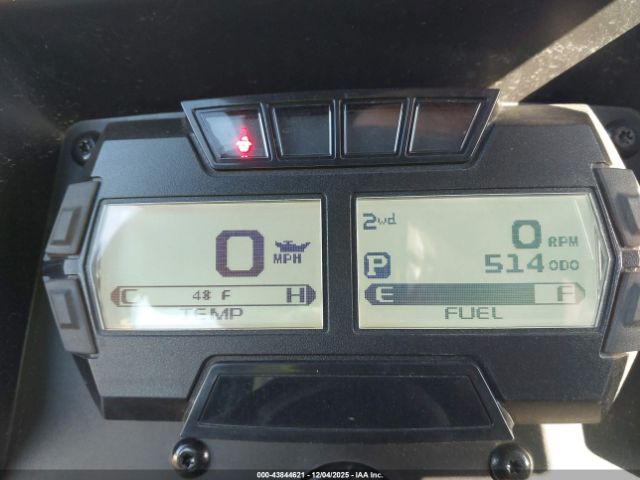 0 MPH
C 48 F H
TEMP
2wd
0 RPM
P 514 ODO
E F
FUEL
000-43844621 - 12/04/2025 - IAA Inc.